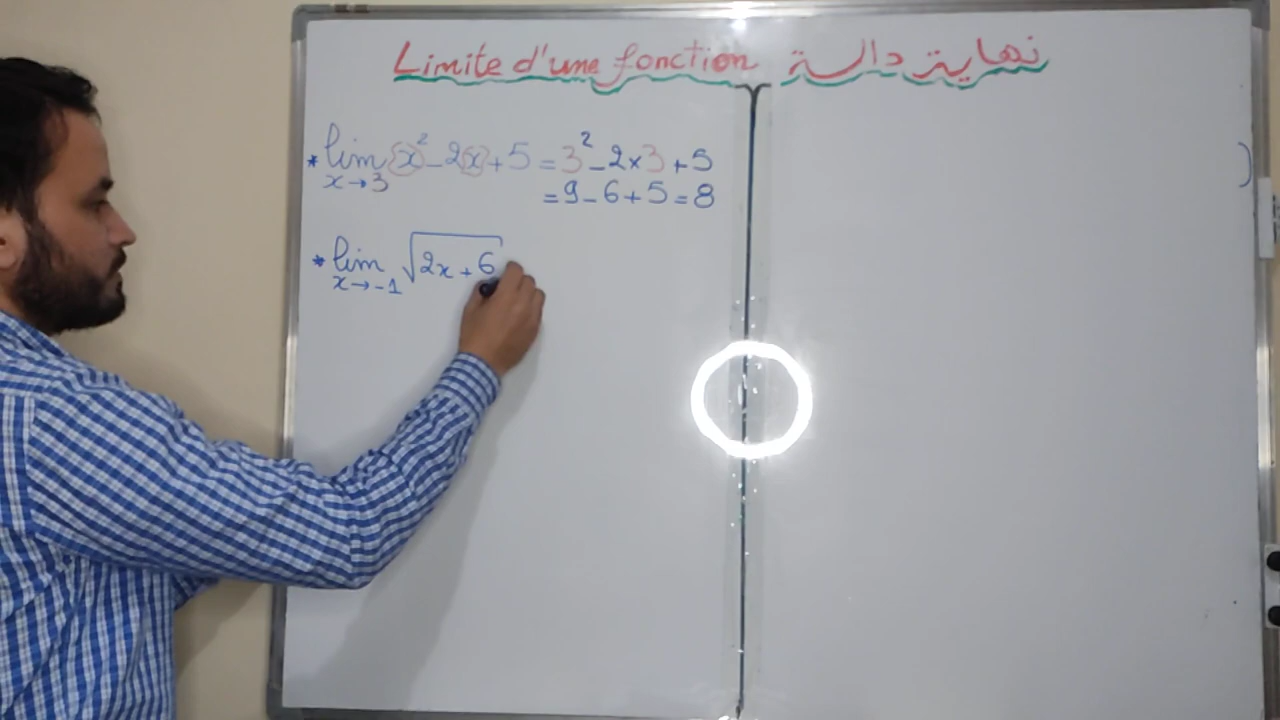 Limite d'une fonction نهاية دالة
* lim x→3 x² - 2x + 5 = 3² - 2×3 + 5
= 9 - 6 + 5 = 8
* lim x→-1 √2x + 6